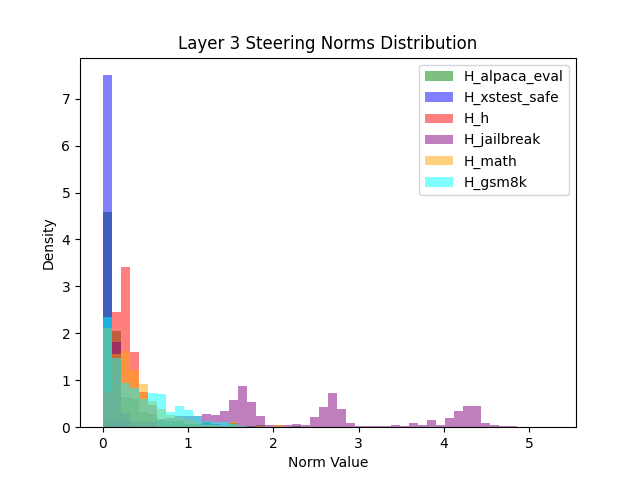 Layer 3 Steering Norms Distribution
H_alpaca_eval
H_xstest_safe
H_h
H_jailbreak
H_math
H_gsm8k
Density
7
6
5
4
3
2
1
0
0 1 2 3 4 5
Norm Value